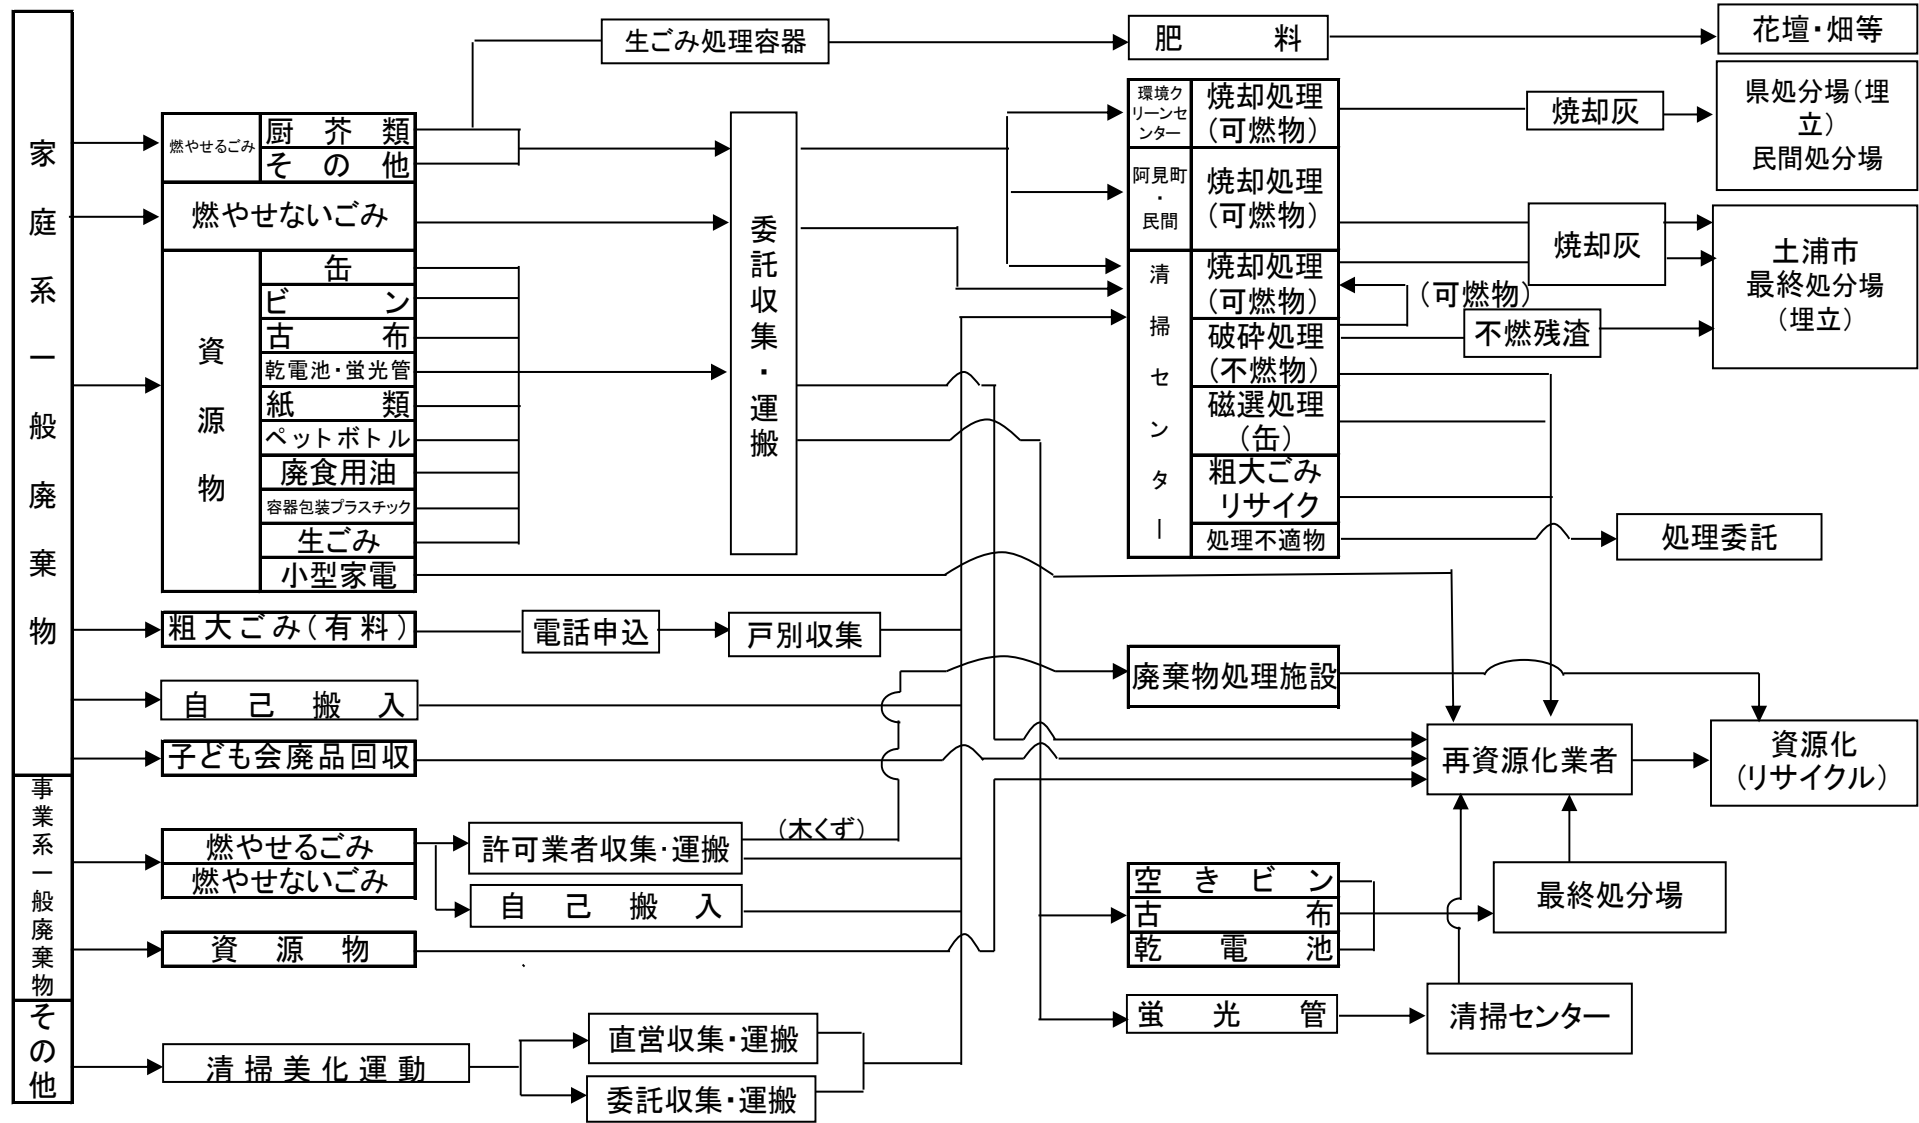 家庭系一般廃棄物
事業系一般廃棄物
その他
燃やせるごみ
厨芥類
その他
燃やせないごみ
資源物
缶
ビン
古布
乾電池・蛍光管
紙類
ペットボトル
廃食用油
容器包装プラスチック
生ごみ
小型家電
粗大ごみ(有料)
自己搬入
子ども会廃品回収
燃やせるごみ
燃やせないごみ
資源物
清掃美化運動
生ごみ処理容器
委託収集・運搬
電話申込
戸別収集
許可業者収集・運搬
(木くず)
自己搬入
直営収集・運搬
委託収集・運搬
肥料
環境ク
リーンセ
ンター
焼却処理
(可燃物)
阿見町
・
民間
焼却処理
(可燃物)
清掃センター
焼却処理
(可燃物)
破砕処理
(不燃物)
磁選処理
(缶)
粗大ごみ
リサイク
処理不適物
廃棄物処理施設
空きビン
古布
乾電池
蛍光管
焼却灰
焼却灰
(可燃物)
不燃残渣
処理委託
再資源化業者
最終処分場
清掃センター
花壇・畑等
県処分場(埋
立)
民間処分場
土浦市
最終処分場
(埋立)
資源化
(リサイクル)